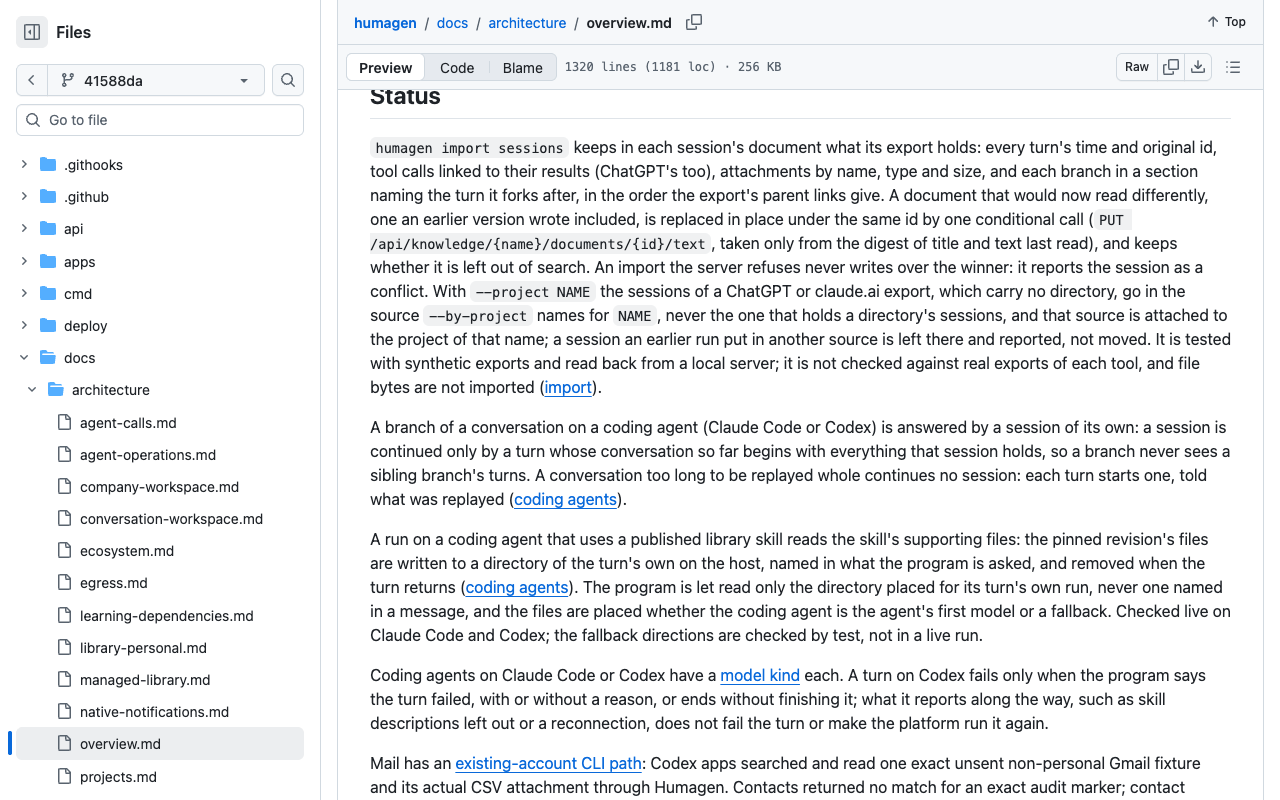 Files
humagen / docs / architecture / overview.md
Top
41588da
Preview
Code
Blame
1320 lines (1181 loc) · 256 KB
Raw
Go to file
.githooks
.github
api
apps
cmd
deploy
docs
architecture
agent-calls.md
agent-operations.md
company-workspace.md
conversation-workspace.md
ecosystem.md
egress.md
learning-dependencies.md
library-personal.md
managed-library.md
native-notifications.md
overview.md
projects.md
Status
humagen import sessions keeps in each session's document what its export holds: every turn's time and original id,
tool calls linked to their results (ChatGPT's too), attachments by name, type and size, and each branch in a section
naming the turn it forks after, in the order the export's parent links give. A document that would now read differently,
one an earlier version wrote included, is replaced in place under the same id by one conditional call ( PUT
/api/knowledge/{name}/documents/{id}/text , taken only from the digest of title and text last read), and keeps
whether it is left out of search. An import the server refuses never writes over the winner: it reports the session as a
conflict. With --project NAME the sessions of a ChatGPT or claude.ai export, which carry no directory, go in the
source --by-project names for NAME , never the one that holds a directory's sessions, and that source is attached to
the project of that name; a session an earlier run put in another source is left there and reported, not moved. It is tested
with synthetic exports and read back from a local server; it is not checked against real exports of each tool, and file
bytes are not imported (import).
A branch of a conversation on a coding agent (Claude Code or Codex) is answered by a session of its own: a session is
continued only by a turn whose conversation so far begins with everything that session holds, so a branch never sees a
sibling branch's turns. A conversation too long to be replayed whole continues no session: each turn starts one, told
what was replayed (coding agents).
A run on a coding agent that uses a published library skill reads the skill's supporting files: the pinned revision's files
are written to a directory of the turn's own on the host, named in what the program is asked, and removed when the
turn returns (coding agents). The program is let read only the directory placed for its turn's own run, never one named
in a message, and the files are placed whether the coding agent is the agent's first model or a fallback. Checked live on
Claude Code and Codex; the fallback directions are checked by test, not in a live run.
Coding agents on Claude Code or Codex have a model kind each. A turn on Codex fails only when the program says
the turn failed, with or without a reason, or ends without finishing it; what it reports along the way, such as skill
descriptions left out or a reconnection, does not fail the turn or make the platform run it again.
Mail has an existing-account CLI path: Codex apps searched and read one exact unsent non-personal Gmail fixture
and its actual CSV attachment through Humagen. Contacts returned no match for an exact audit marker; contact